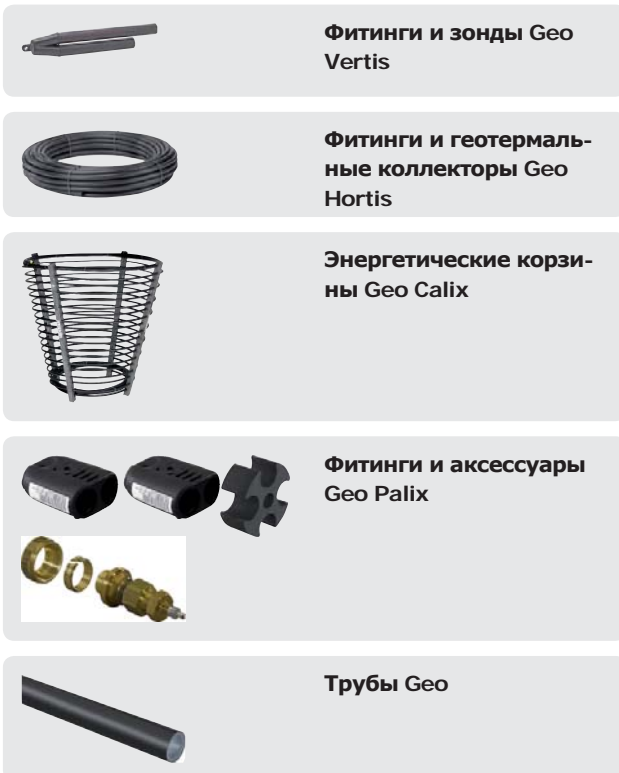 Фитинги и зонды Geo
Vertis
Фитинги и геотермаль-
ные коллекторы Geo
Hortis
Энергетические корзи-
ны Geo Calix
Фитинги и аксессуары
Geo Palix
Трубы Geo